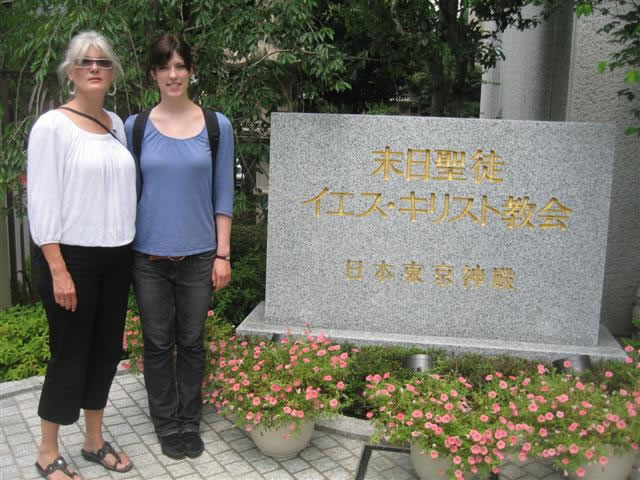 末日聖徒
イエス・キリスト教会
日本東京神殿